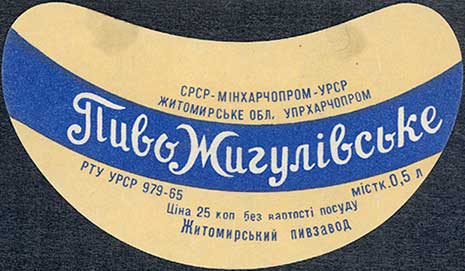 СРСР-МІНХАРЧОПРОМ-УРСР
ЖИТОМИРСЬКЕ ОБЛ. УПРХАРЧОПРОМ
Пиво Жигулівське
РТУ УРСР 979-65
МІСТК. 0,5 л
Ціна 25 коп без вартості посуду
Житомирський пивзавод